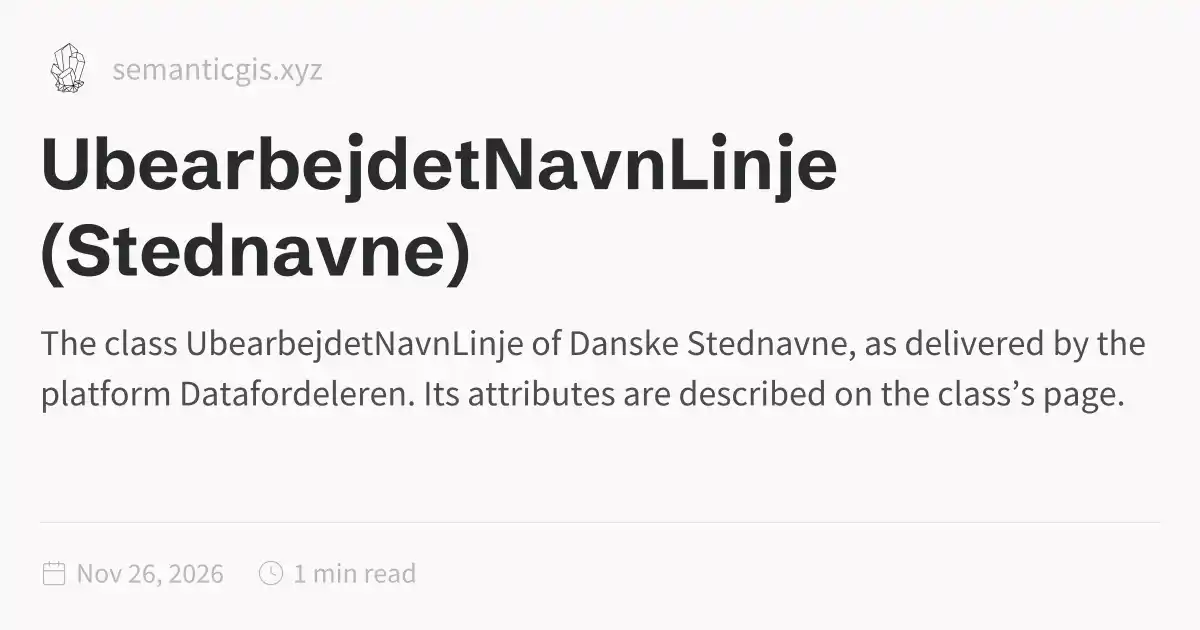 semanticgis.xyz
UbearbejdetNavnLinje
(Stednavne)
The class UbearbejdetNavnLinje of Danske Stednavne, as delivered by the
platform Datafordeleren. Its attributes are described on the class’s page.
Nov 26, 2026 1 min read